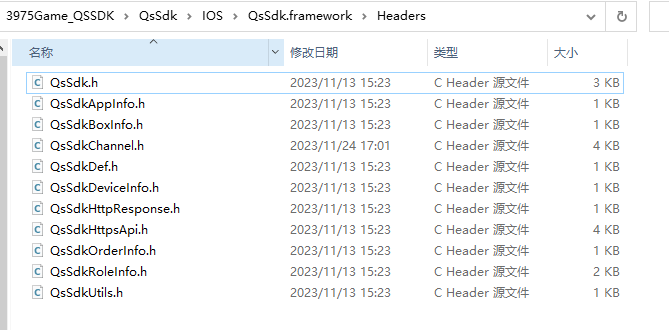 3975Game_QSSDK > QsSdk > IOS > QsSdk.framework > Headers
名称 修改日期 类型 大小
QsSdk.h 2023/11/13 15:23 C Header 源文件 3 KB
QsSdkAppInfo.h 2023/11/13 15:23 C Header 源文件 1 KB
QsSdkBoxInfo.h 2023/11/13 15:23 C Header 源文件 1 KB
QsSdkChannel.h 2023/11/24 17:01 C Header 源文件 4 KB
QsSdkDef.h 2023/11/13 15:23 C Header 源文件 1 KB
QsSdkDeviceInfo.h 2023/11/13 15:23 C Header 源文件 1 KB
QsSdkHttpResponse.h 2023/11/13 15:23 C Header 源文件 1 KB
QsSdkHttpsApi.h 2023/11/13 15:23 C Header 源文件 4 KB
QsSdkOrderInfo.h 2023/11/13 15:23 C Header 源文件 1 KB
QsSdkRoleInfo.h 2023/11/13 15:23 C Header 源文件 2 KB
QsSdkUtils.h 2023/11/13 15:23 C Header 源文件 1 KB